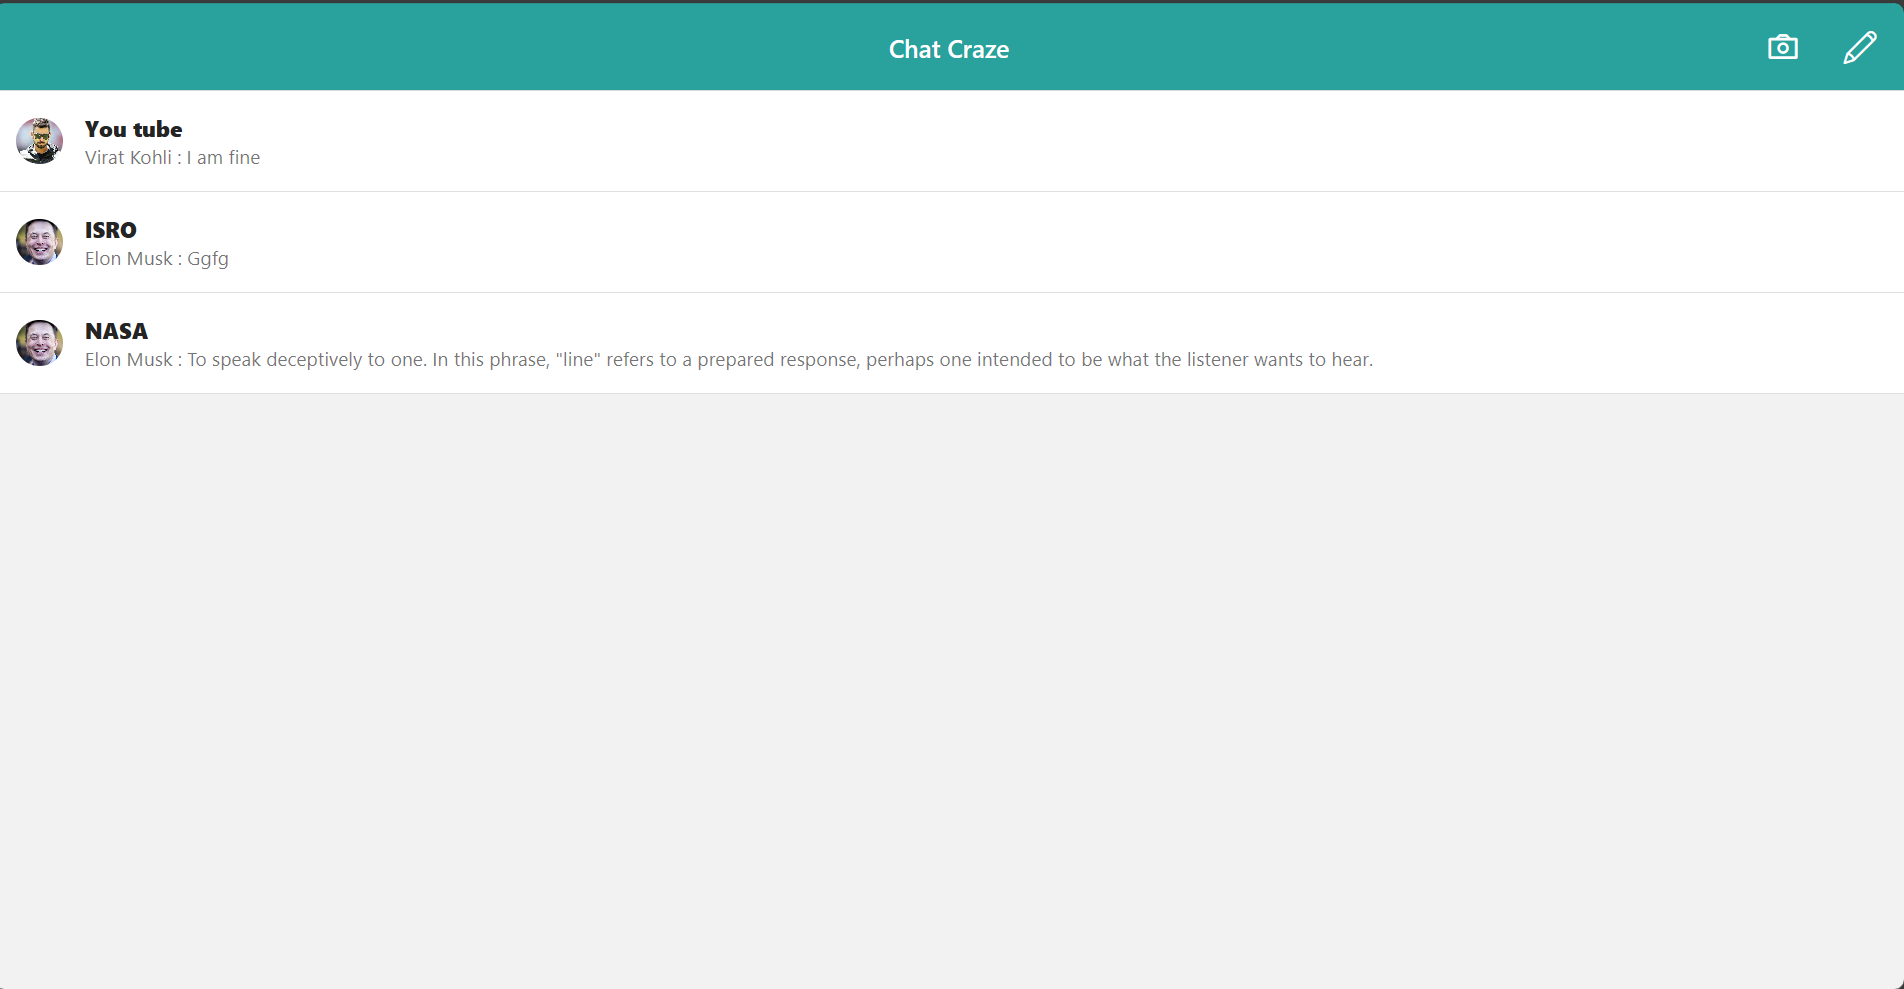 Chat Craze
You tube
Virat Kohli : I am fine
ISRO
Elon Musk : Ggfg
NASA
Elon Musk : To speak deceptively to one. In this phrase, "line" refers to a prepared response, perhaps one intended to be what the listener wants to hear.